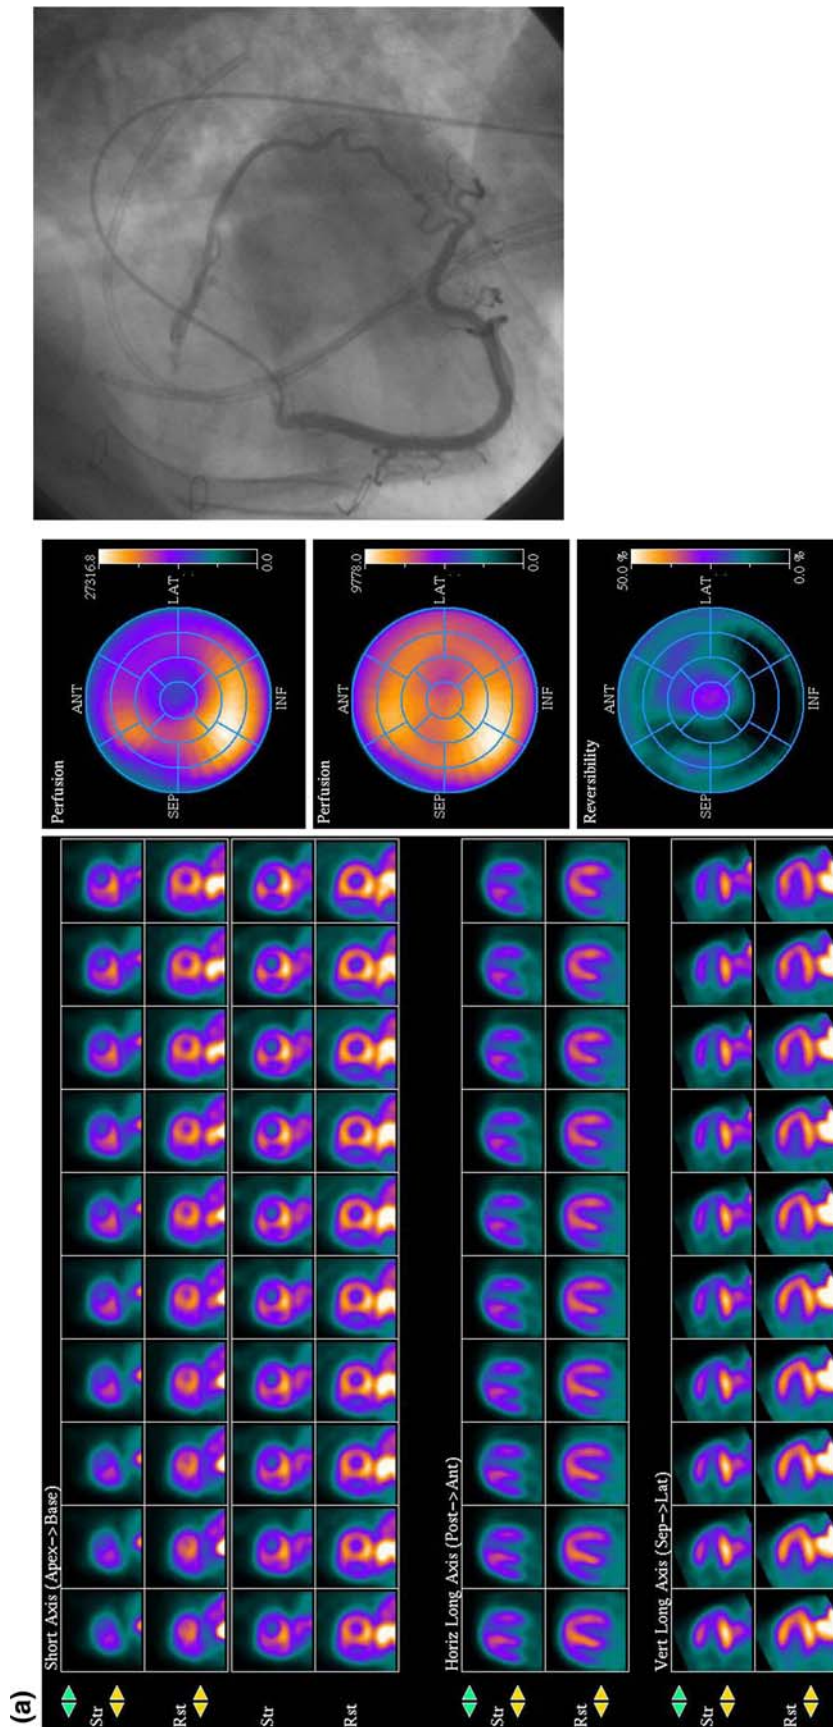 (a)
Short Axis (Apex->Base)
Str
Rst
Str
Rst
Horiz Long Axis (Post->Ant)
Str
Rst
Vert Long Axis (Sep->Lat)
Str
Rst
Perfusion
ANT
SEP
LAT
INF
27316.8
0.0
Perfusion
ANT
SEP
LAT
INF
9778.0
0.0
Reversibility
ANT
SEP
LAT
INF
50.0 %
0.0 %